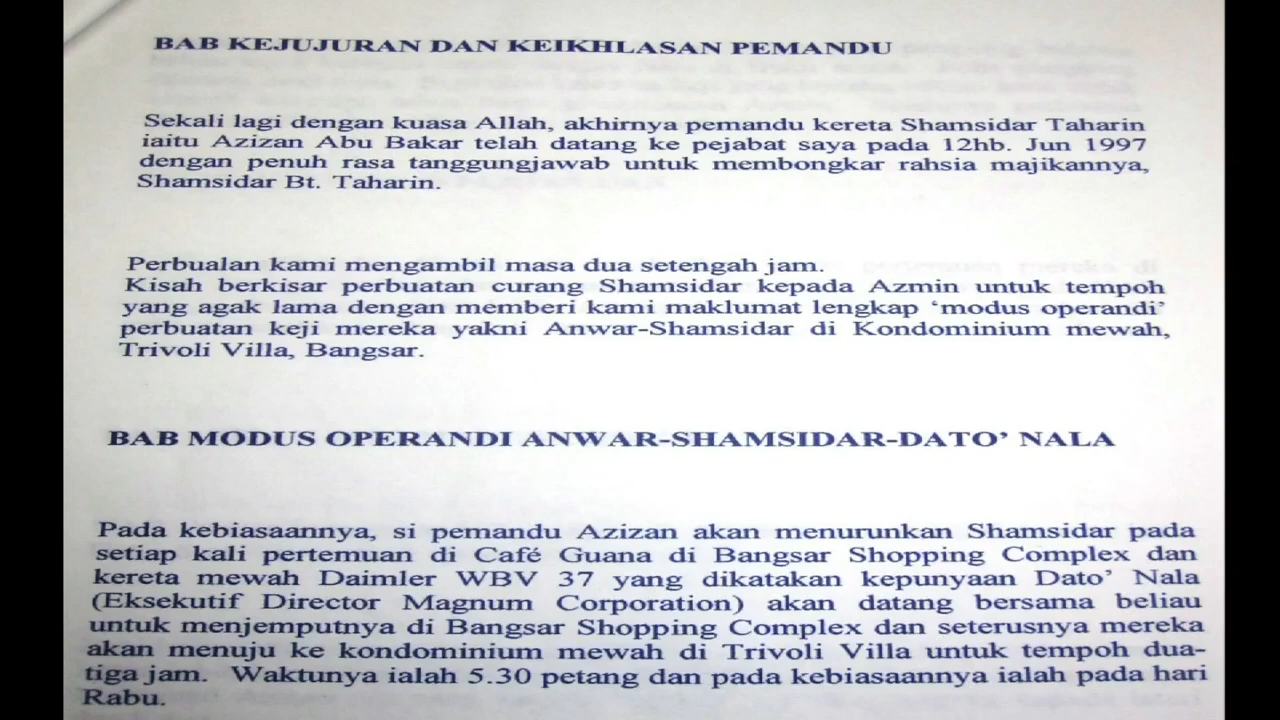 BAB KEJUJURAN DAN KEIKHLASAN PEMANDU
Sekali lagi dengan kuasa Allah, akhirnya pemandu kereta Shamsidar Taharin
iaitu Azizan Abu Bakar telah datang ke pejabat saya pada 12hb. Jun 1997
dengan penuh rasa tanggungjawab untuk membongkar rahsia majikannya,
Shamsidar Bt. Taharin.
Perbualan kami mengambil masa dua setengah jam.
Kisah berkisar perbuatan curang Shamsidar kepada Azmin untuk tempoh
yang agak lama dengan memberi kami maklumat lengkap ‘modus operandi’
perbuatan keji mereka yakni Anwar-Shamsidar di Kondominium mewah,
Trivoli Villa, Bangsar.
BAB MODUS OPERANDI ANWAR-SHAMSIDAR-DATO’ NALA
Pada kebiasaannya, si pemandu Azizan akan menurunkan Shamsidar pada
setiap kali pertemuan di Café Guana di Bangsar Shopping Complex dan
kereta mewah Daimler WBV 37 yang dikatakan kepunyaan Dato’ Nala
(Eksekutif Director Magnum Corporation) akan datang bersama beliau
untuk menjemputnya di Bangsar Shopping Complex dan seterusnya mereka
akan menuju ke kondominium mewah di Trivoli Villa untuk tempoh dua-
tiga jam. Waktunya ialah 5.30 petang dan pada kebiasaannya ialah pada hari
Rabu.